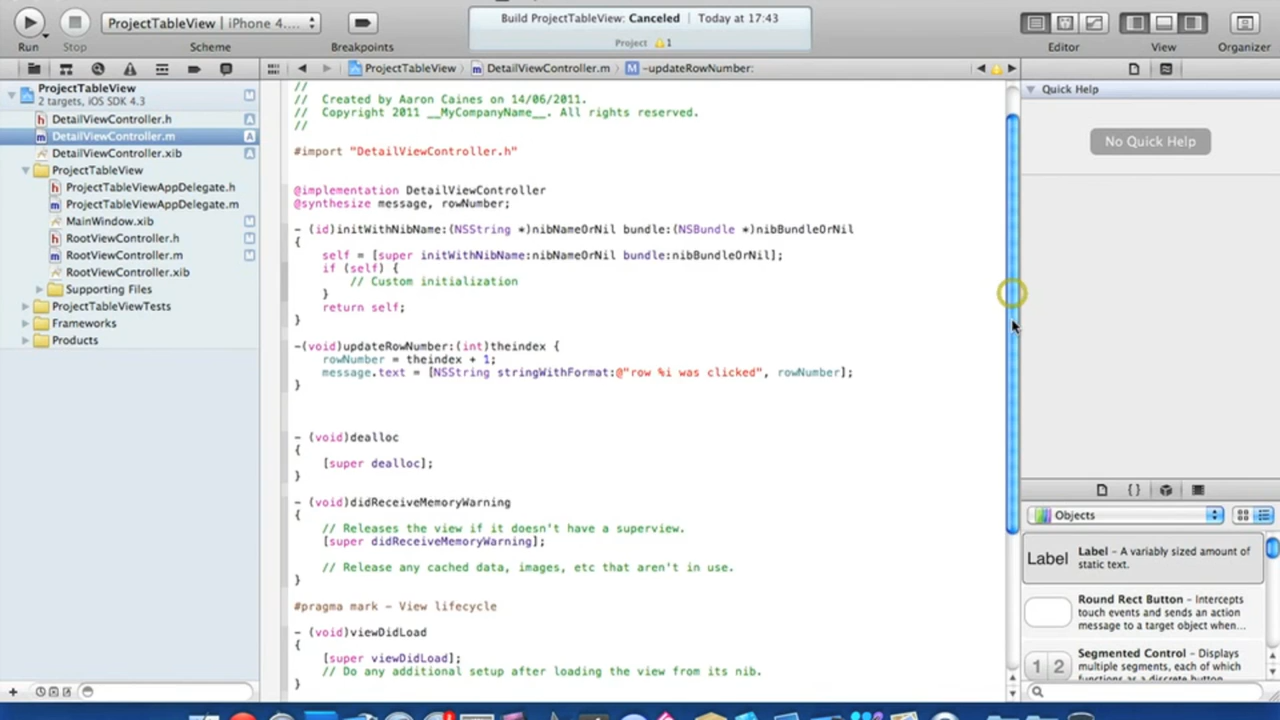 Build ProjectTableView: Canceled | Today at 17:43
Project 1
ProjectTableView | iPhone 4....
Run
Stop
Scheme
Breakpoints
Editor
View
Organizer
ProjectTableView
DetailViewController.m
-updateRowNumber:
ProjectTableView
2 targets, iOS SDK 4.3
M
DetailViewController.h
A
DetailViewController.m
A
DetailViewController.xib
A
ProjectTableView
ProjectTableViewAppDelegate.h
ProjectTableViewAppDelegate.m
MainWindow.xib
M
RootViewController.h
M
RootViewController.m
M
RootViewController.xib
Supporting Files
ProjectTableViewTests
Frameworks
Products
//
// Created by Aaron Caines on 14/06/2011.
// Copyright 2011 __MyCompanyName__. All rights reserved.
//
#import "DetailViewController.h"
@implementation DetailViewController
@synthesize message, rowNumber;
- (id)initWithNibName:(NSString *)nibNameOrNil bundle:(NSBundle *)nibBundleOrNil
{
self = [super initWithNibName:nibNameOrNil bundle:nibBundleOrNil];
if (self) {
// Custom initialization
}
return self;
}
-(void)updateRowNumber:(int)theindex {
rowNumber = theindex + 1;
message.text = [NSString stringWithFormat:@"row %i was clicked", rowNumber];
}
- (void)dealloc
{
[super dealloc];
}
- (void)didReceiveMemoryWarning
{
// Releases the view if it doesn't have a superview.
[super didReceiveMemoryWarning];
// Release any cached data, images, etc that aren't in use.
}
#pragma mark - View lifecycle
- (void)viewDidLoad
{
[super viewDidLoad];
// Do any additional setup after loading the view from its nib.
}
Quick Help
No Quick Help
Objects
Label
Label - A variably sized amount of
static text.
Round Rect Button - Intercepts
touch events and sends an action
message to a target object when...
1 2
Segmented Control - Displays
multiple segments, each of which
functions as a discrete button